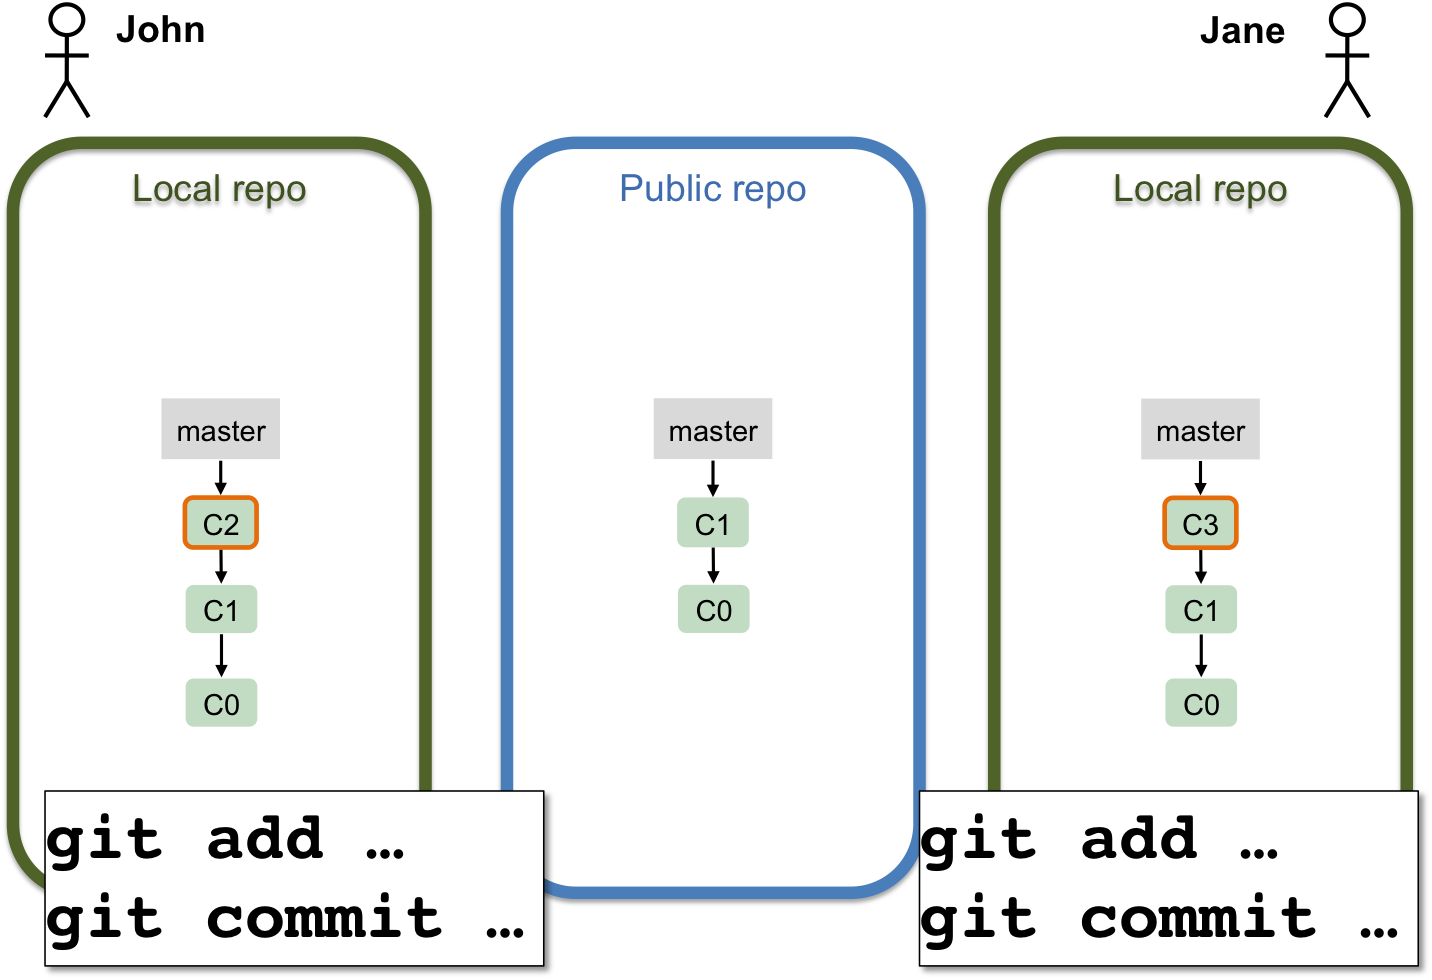 John
Jane
Local repo
Public repo
Local repo
master
C2
C1
C0
master
C1
C0
master
C3
C1
C0
git add …
git commit …
git add …
git commit …